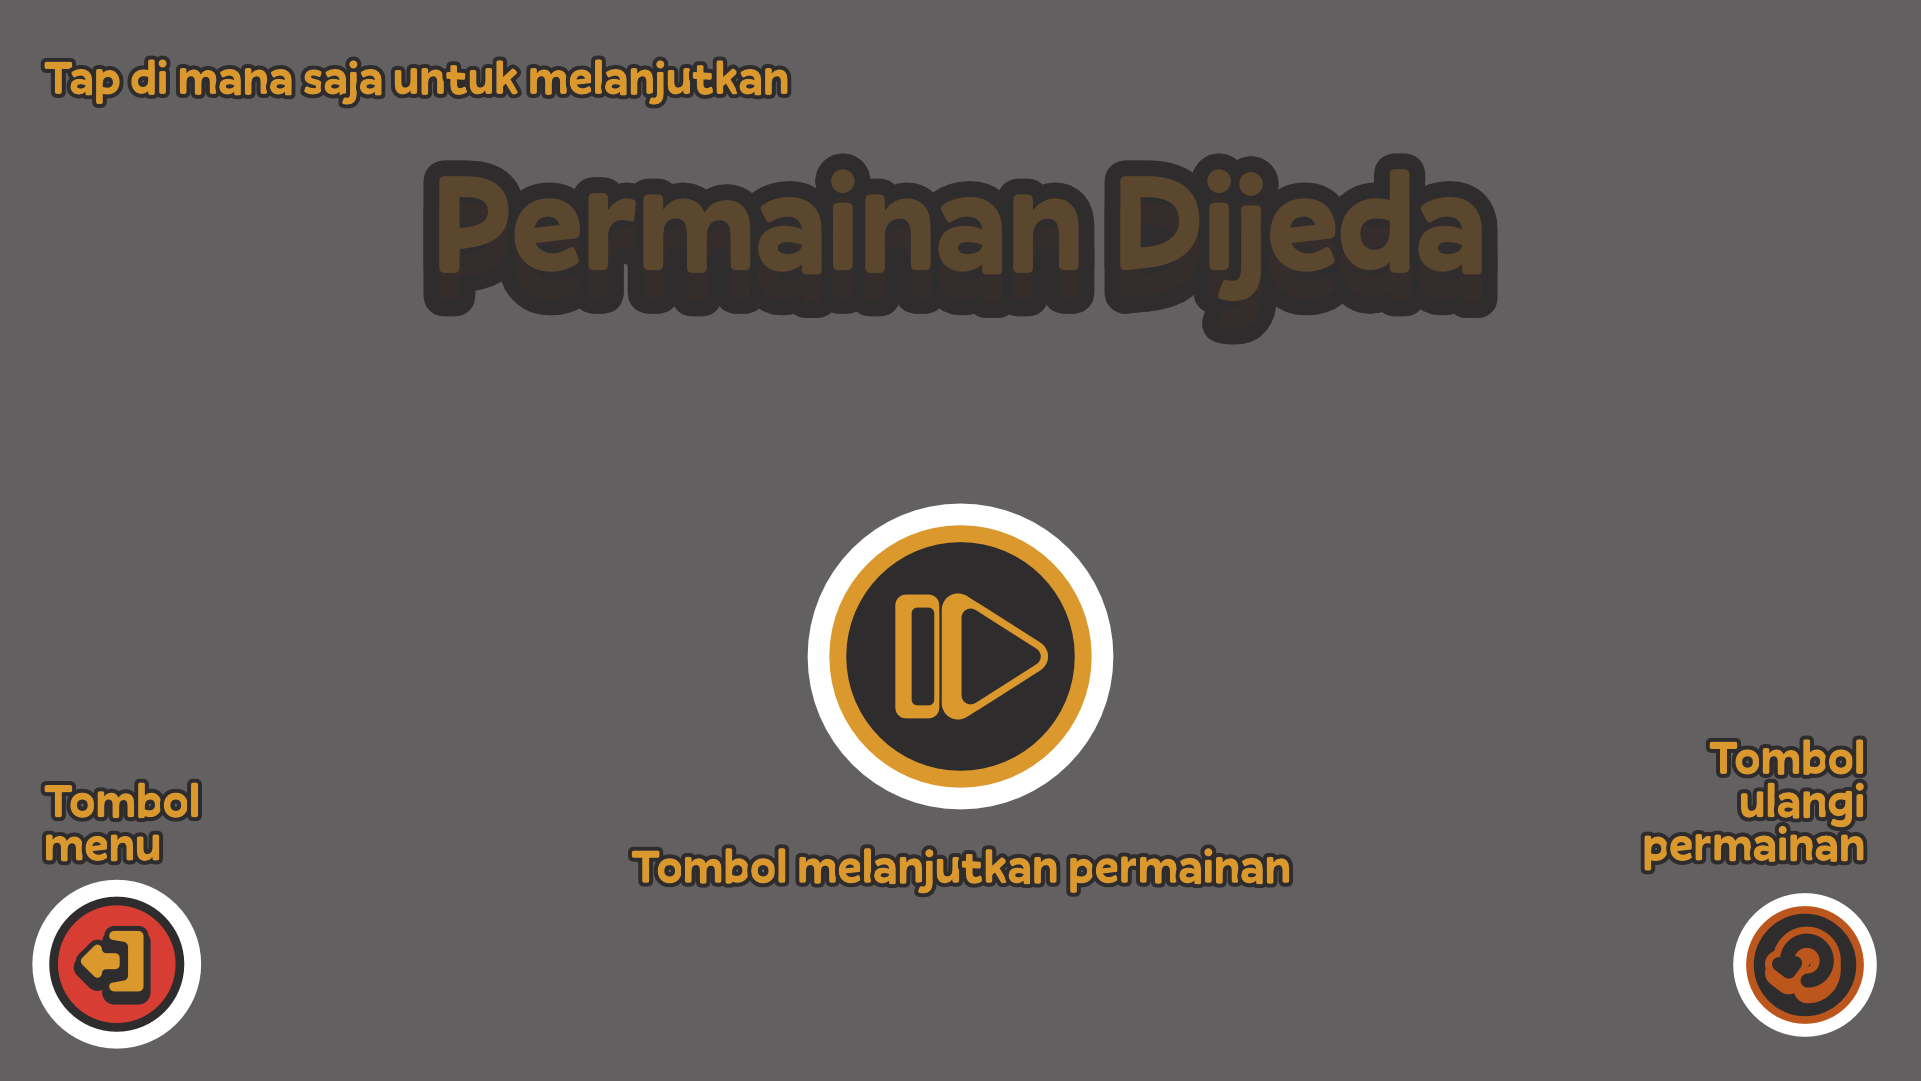 Tap di mana saja untuk melanjutkan
Permainan Dijeda
Tombol
menu
Tombol melanjutkan permainan
Tombol
ulangi
permainan